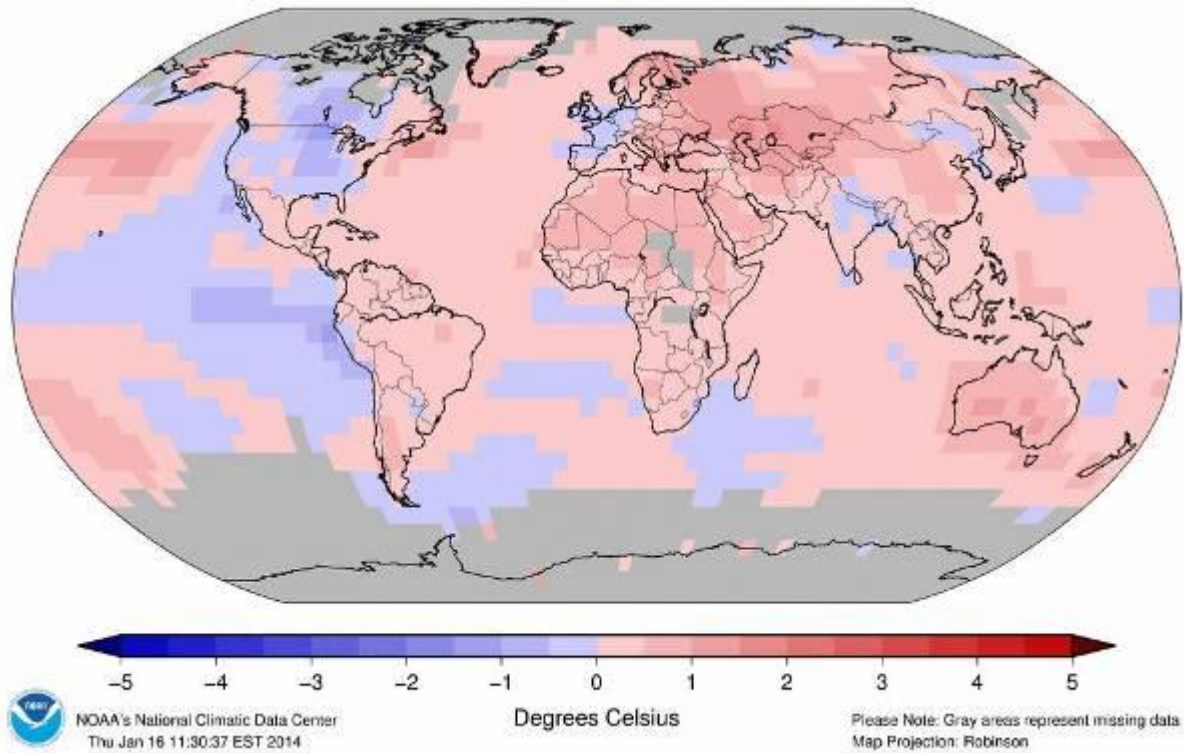 −5 −4 −3 −2 −1 0 1 2 3 4 5
Degrees Celsius
noaa
NOAA's National Climatic Data Center
Thu Jan 16 11:30:37 EST 2014
Please Note: Gray areas represent missing data
Map Projection: Robinson